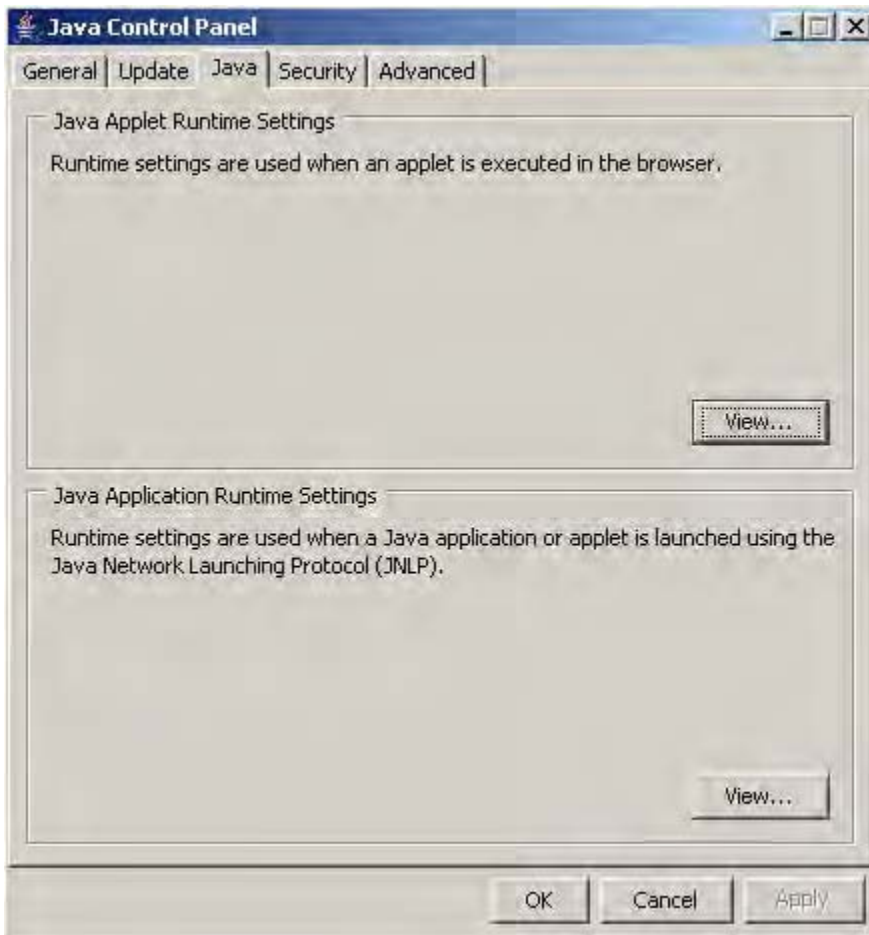 Java Control Panel
General Update Java Security Advanced
Java Applet Runtime Settings
Runtime settings are used when an applet is executed in the browser.
View...
Java Application Runtime Settings
Runtime settings are used when a Java application or applet is launched using the
Java Network Launching Protocol (JNLP).
View...
OK Cancel Apply